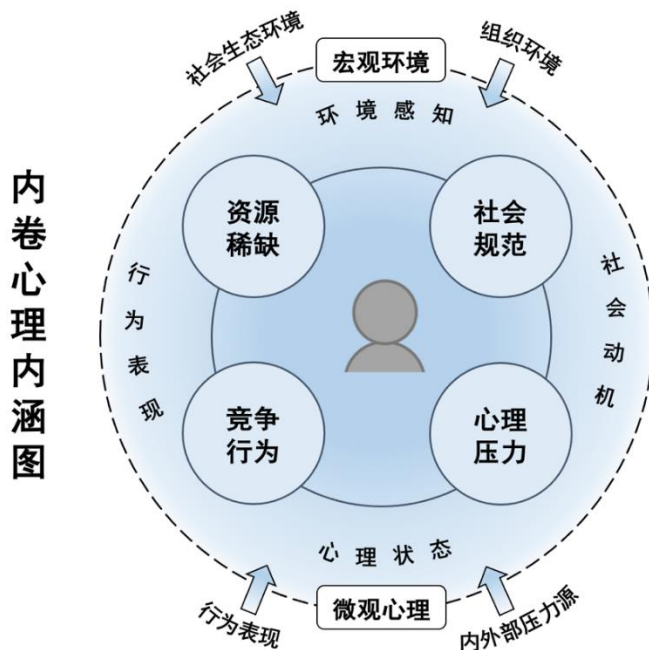 内卷心理内涵图
社会生态环境
宏观环境
组织环境
环境感知
资源
稀缺
社会
规范
行为表现
社会动机
竞争
行为
心理
压力
心理状态
行为表现
微观心理
内外部压力源